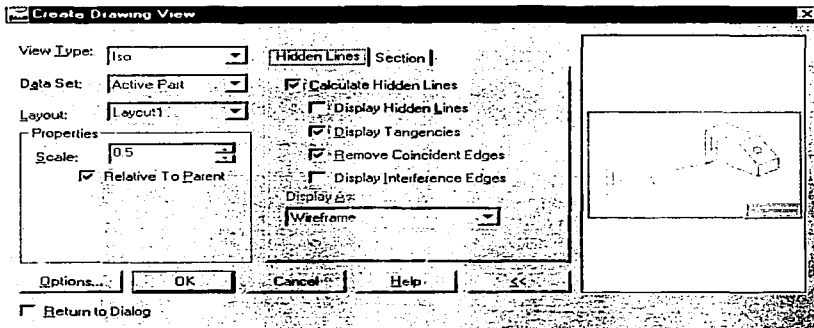 Create Drawing View
View Type: Iso
Data Set: Active Part
Layout: Layout1
Properties
Scale: 0.5
Relative To Parent
Hidden Lines Section
Calculate Hidden Lines
Display Hidden Lines
Display Tangencies
Remove Coincident Edges
Display Interference Edges
Display As:
Wireframe
Options... OK Cancel Help <<
Return to Dialog